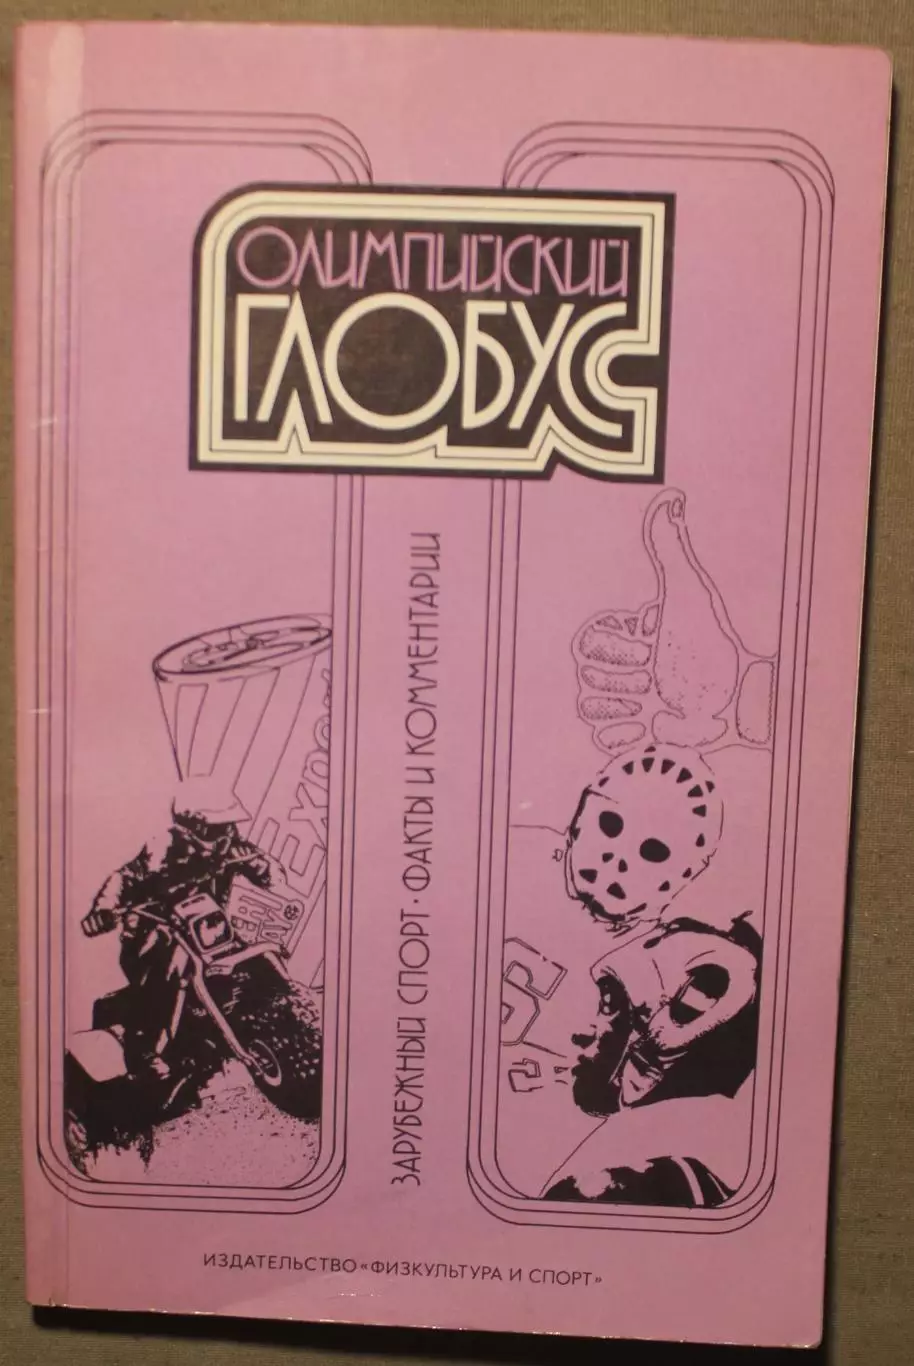 ОЛИМПИЙСКИЙ
ГЛОБУС
ЗАРУБЕЖНЫЙ СПОРТ · ФАКТЫ И КОММЕНТАРИИ
ИЗДАТЕЛЬСТВО «ФИЗКУЛЬТУРА И СПОРТ»